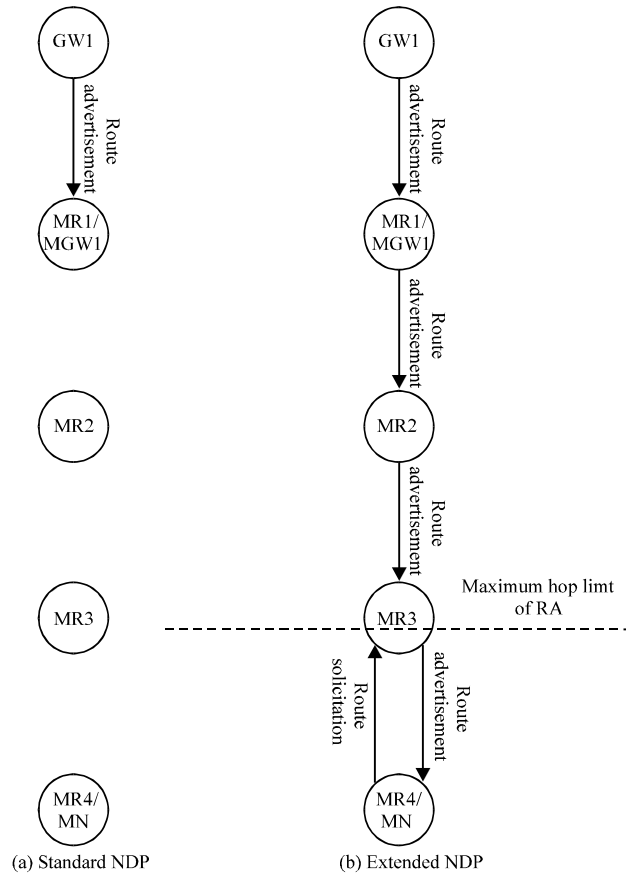 GW1
Route
advertisement
MR1/
MGW1
MR2
MR3
MR4/
MN
(a) Standard NDP
GW1
Route
advertisement
MR1/
MGW1
Route
advertisement
MR2
Route
advertisement
MR3
Maximum hop limt
of RA
Route
solicitation
Route
advertisement
MR4/
MN
(b) Extended NDP